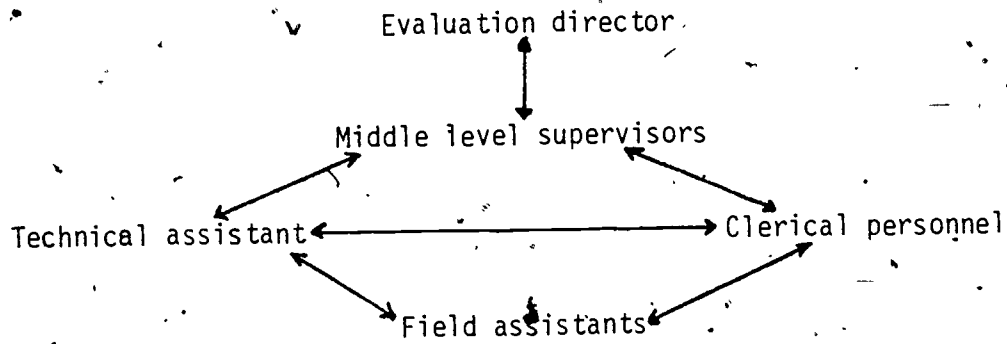 Evaluation director
Middle level supervisors
Technical assistant
Clerical personnel
Field assistants